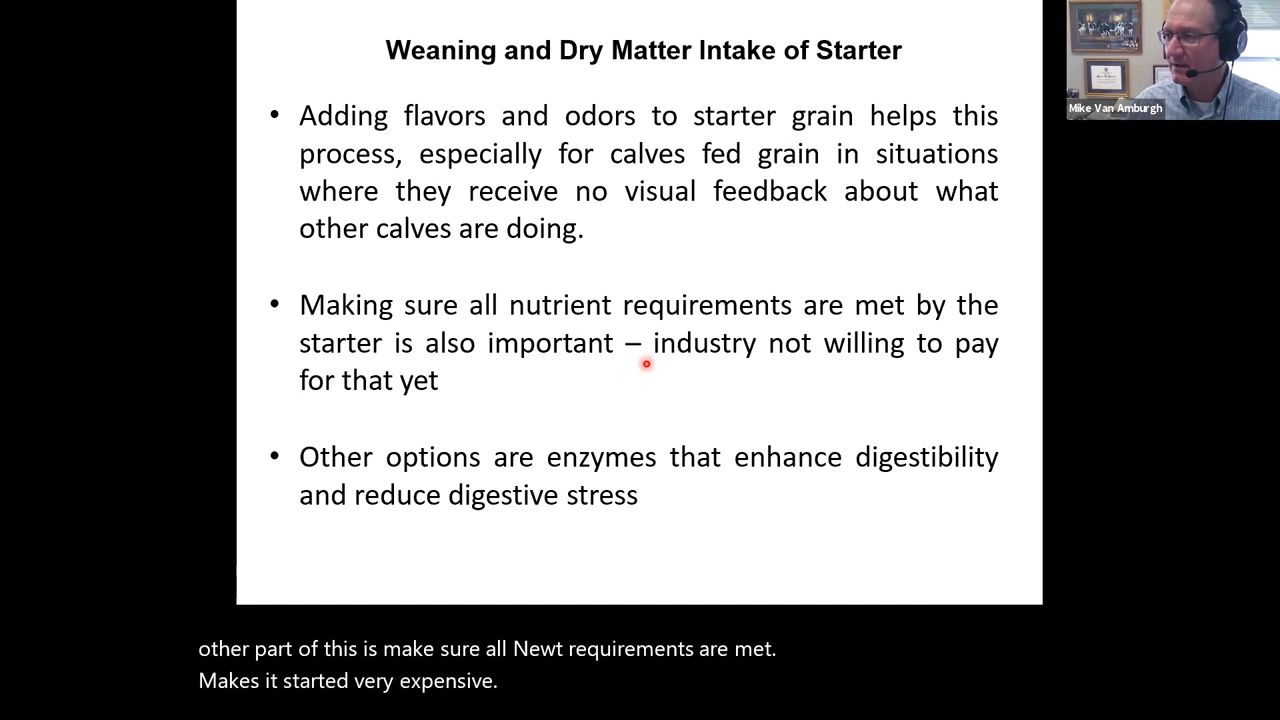 Weaning and Dry Matter Intake of Starter
• Adding flavors and odors to starter grain helps this
process, especially for calves fed grain in situations
where they receive no visual feedback about what
other calves are doing.
• Making sure all nutrient requirements are met by the
starter is also important – industry not willing to pay
for that yet
• Other options are enzymes that enhance digestibility
and reduce digestive stress
Mike Van Amburgh
other part of this is make sure all Newt requirements are met.
Makes it started very expensive.